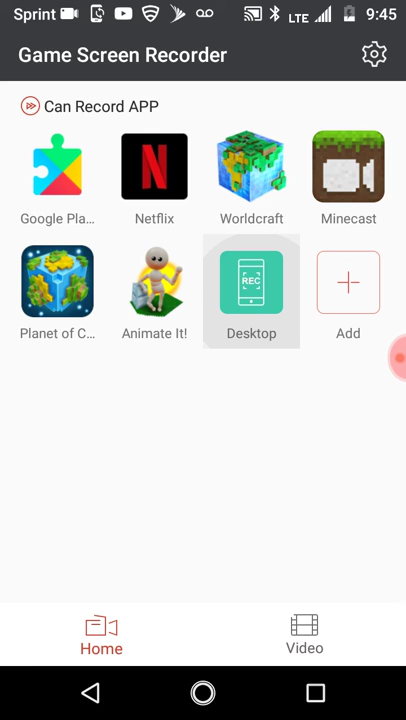 Sprint LTE 9:45
Game Screen Recorder
Can Record APP
Google Pla... Netflix Worldcraft Minecast
REC
Planet of C... Animate It! Desktop Add
Home Video